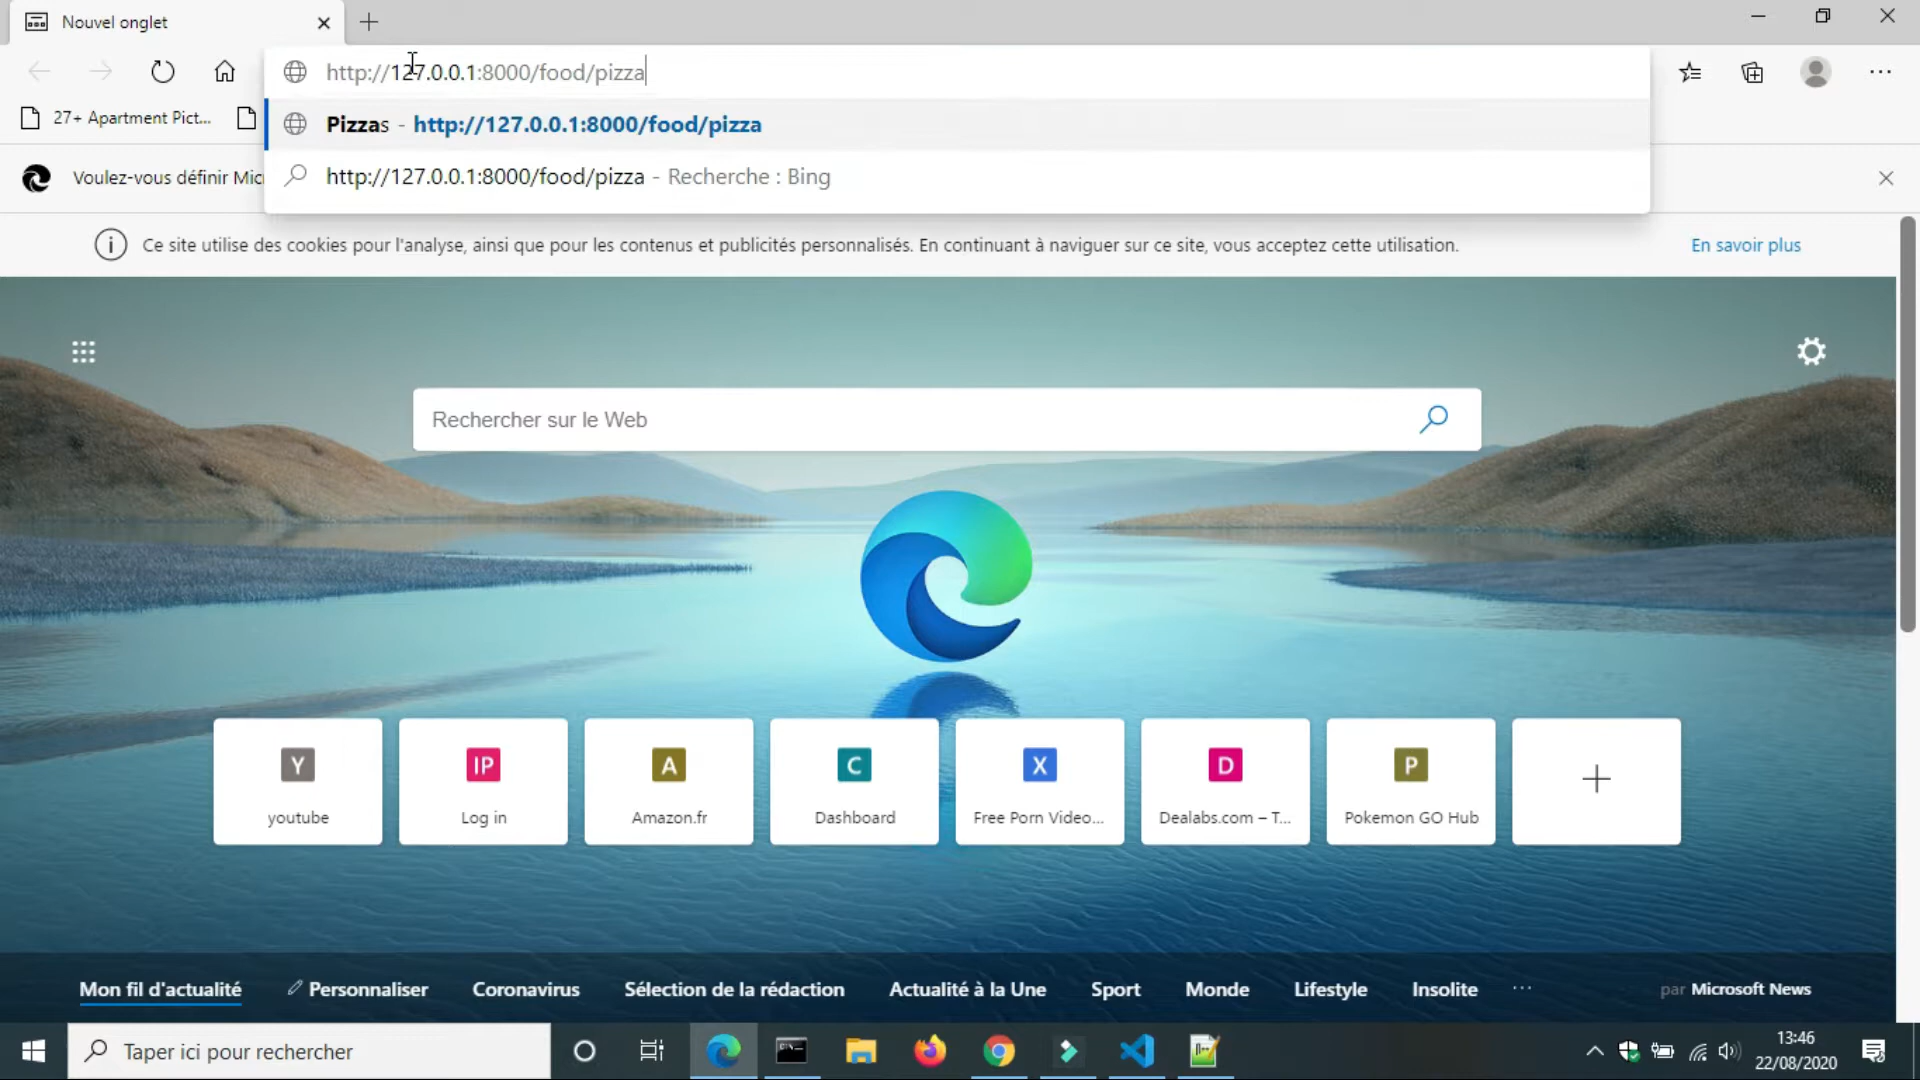 Nouvel onglet
http://127.0.0.1:8000/food/pizza
27+ Apartment Pict...
Pizzas - http://127.0.0.1:8000/food/pizza
http://127.0.0.1:8000/food/pizza - Recherche : Bing
Voulez-vous définir Mic
Ce site utilise des cookies pour l'analyse, ainsi que pour les contenus et publicités personnalisés. En continuant à naviguer sur ce site, vous acceptez cette utilisation.
En savoir plus
Rechercher sur le Web
Y
IP
A
C
X
D
P
youtube
Log in
Amazon.fr
Dashboard
Free Porn Video...
Dealabs.com – T...
Pokemon GO Hub
Mon fil d'actualité
Personnaliser
Coronavirus
Sélection de la rédaction
Actualité à la Une
Sport
Monde
Lifestyle
Insolite
...
par Microsoft News
Taper ici pour rechercher
13:46
22/08/2020